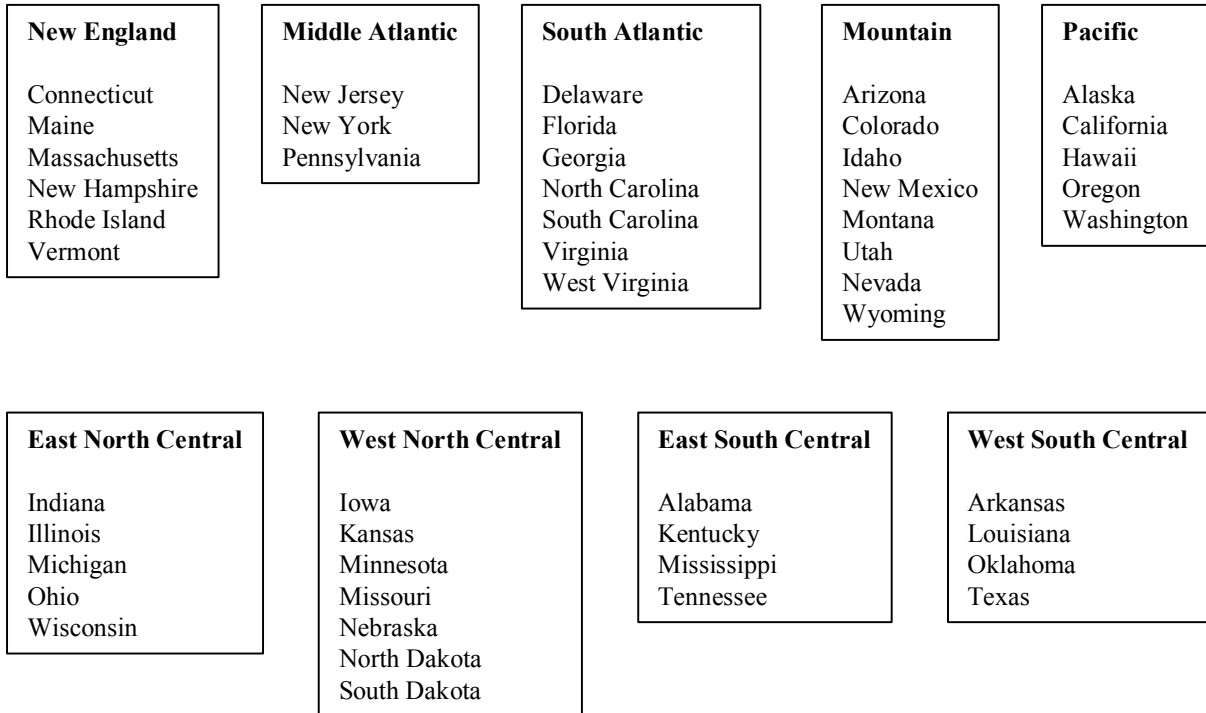 New England
Connecticut
Maine
Massachusetts
New Hampshire
Rhode Island
Vermont
Middle Atlantic
New Jersey
New York
Pennsylvania
South Atlantic
Delaware
Florida
Georgia
North Carolina
South Carolina
Virginia
West Virginia
Mountain
Arizona
Colorado
Idaho
New Mexico
Montana
Utah
Nevada
Wyoming
Pacific
Alaska
California
Hawaii
Oregon
Washington
East North Central
Indiana
Illinois
Michigan
Ohio
Wisconsin
West North Central
Iowa
Kansas
Minnesota
Missouri
Nebraska
North Dakota
South Dakota
East South Central
Alabama
Kentucky
Mississippi
Tennessee
West South Central
Arkansas
Louisiana
Oklahoma
Texas